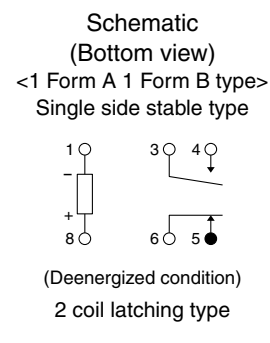 Schematic
(Bottom view)
<1 Form A 1 Form B type>
Single side stable type
1 3 4
−
+
8 6 5
(Deenergized condition)
2 coil latching type